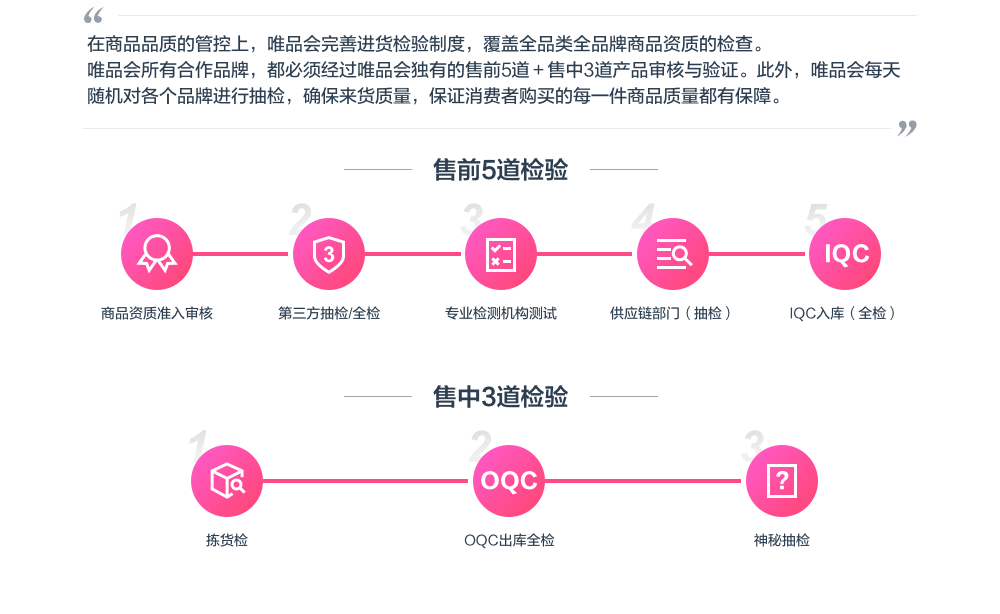 “
在商品品质的管控上，唯品会完善进货检验制度，覆盖全品类全品牌商品资质的检查。
唯品会所有合作品牌，都必须经过唯品会独有的售前5道＋售中3道产品审核与验证。此外，唯品会每天
随机对各个品牌进行抽检，确保来货质量，保证消费者购买的每一件商品质量都有保障。
”
售前5道检验
1 2 3 4 5
3 IQC
商品资质准入审核 第三方抽检/全检 专业检测机构测试 供应链部门（抽检） IQC入库（全检）
售中3道检验
1 2 3
OQC ?
拣货检 OQC出库全检 神秘抽检